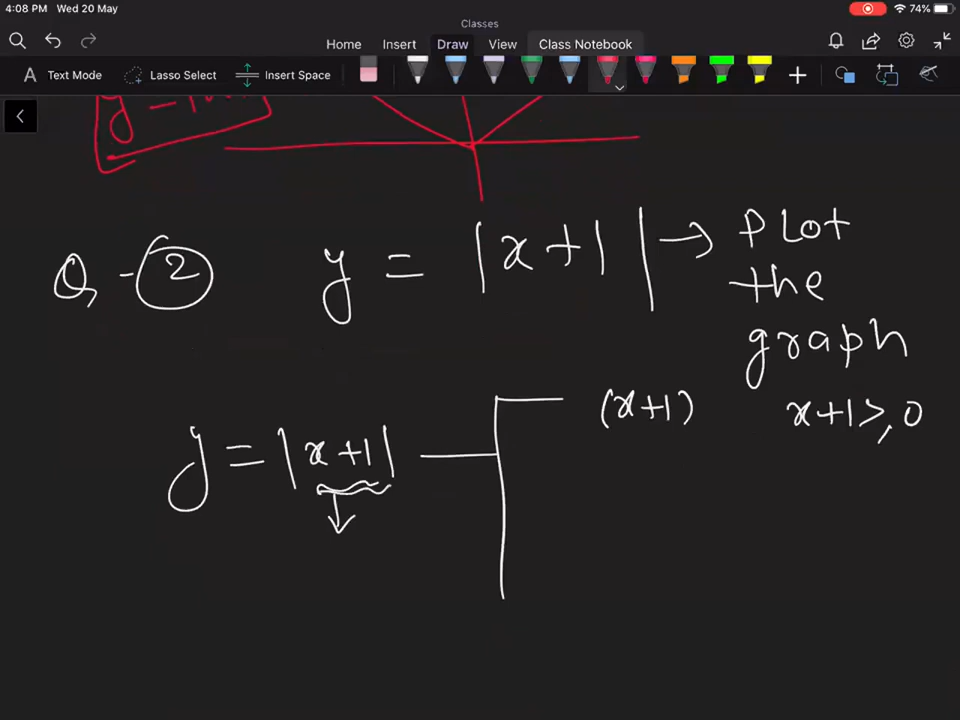 4:08 PM Wed 20 May
74%
Classes
Home Insert Draw View Class Notebook
Text Mode Lasso Select Insert Space
Q - 2 y = |x+1| → Plot
the
graph
(x+1) x+1 ≥ 0
y = |x+1|